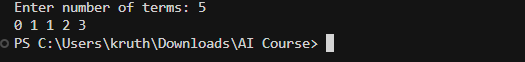 Enter number of terms: 5
0 1 1 2 3
PS C:\Users\kruth\Downloads\AI Course>